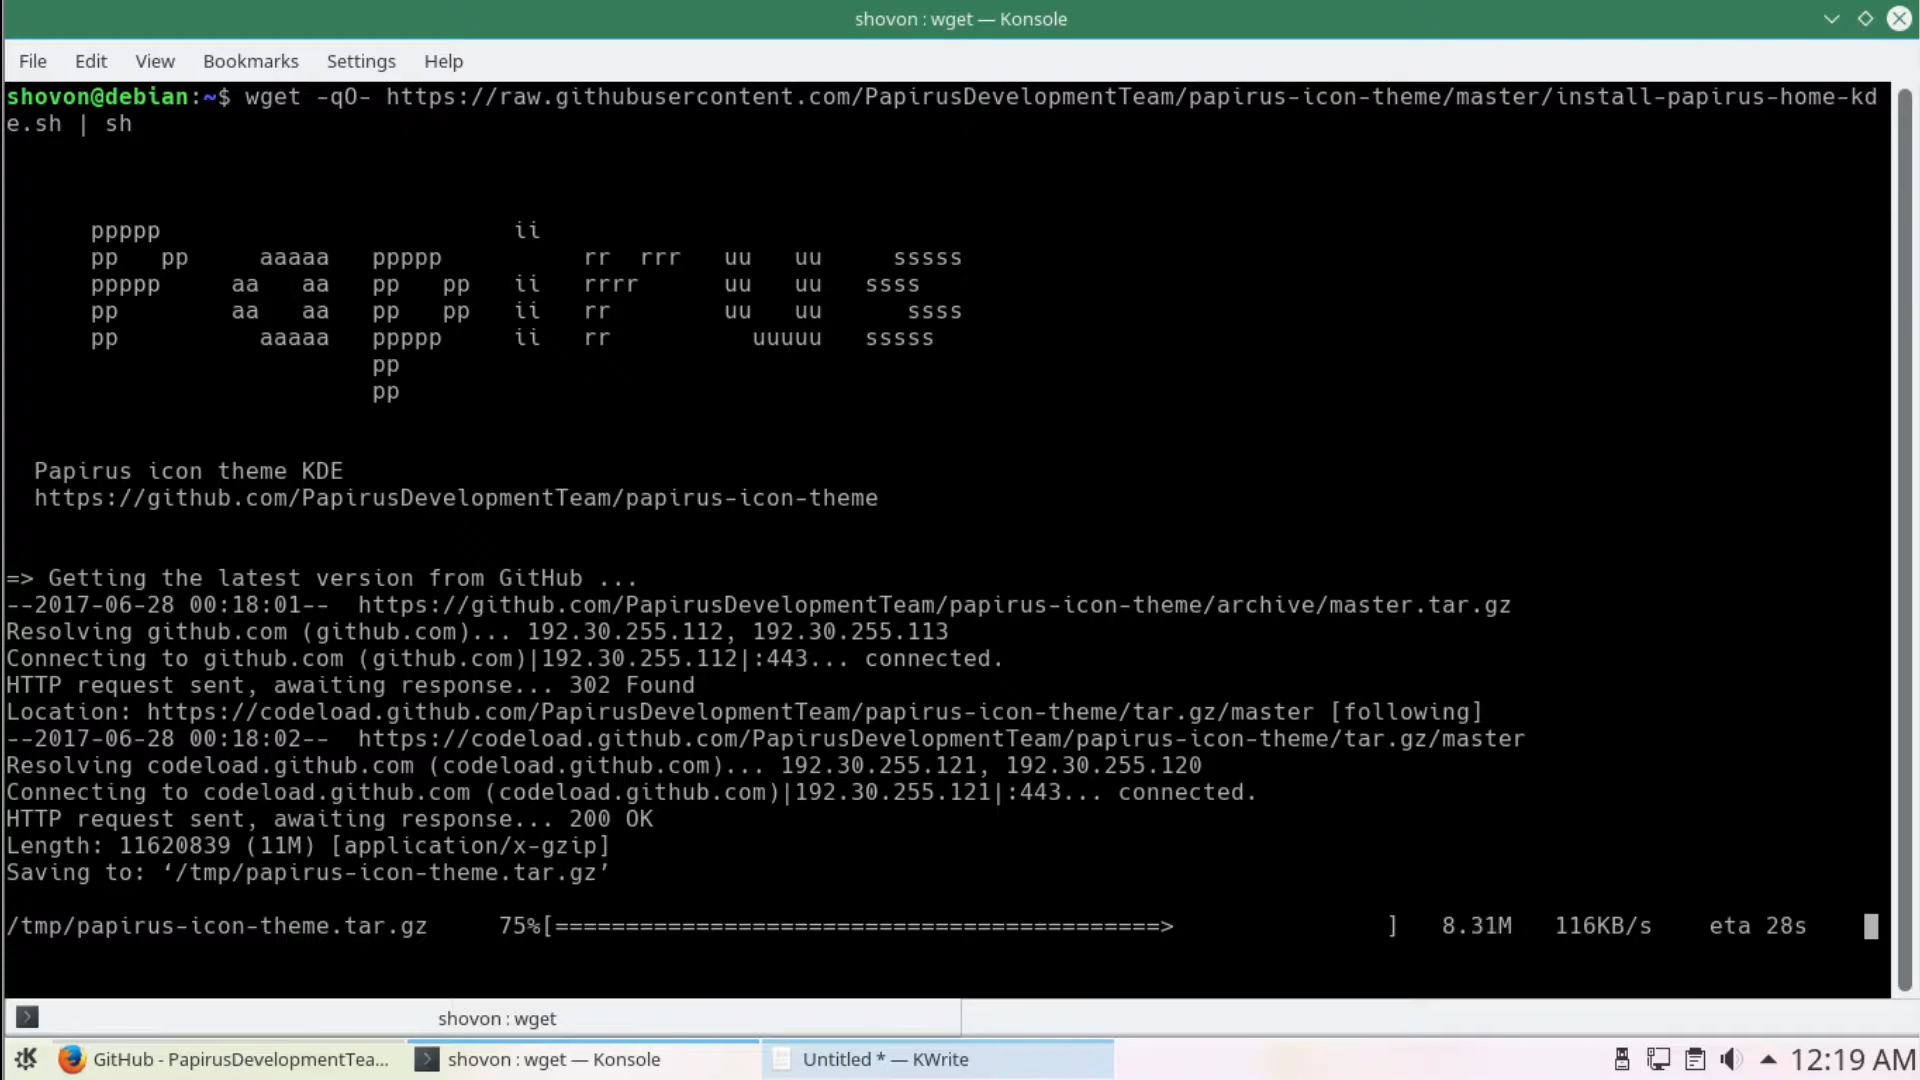 shovon : wget — Konsole
File Edit View Bookmarks Settings Help
shovon@debian:~$ wget -qO- https://raw.githubusercontent.com/PapirusDevelopmentTeam/papirus-icon-theme/master/install-papirus-home-kd
e.sh | sh
      ppppp                         ii
      pp   pp     aaaaa   ppppp          rr  rrr   uu   uu     sssss
      ppppp     aa   aa   pp   pp   ii   rrrr      uu   uu   ssss
      pp        aa   aa   pp   pp   ii   rr        uu   uu      ssss
      pp          aaaaa   ppppp     ii   rr          uuuuu   sssss
                          pp
                          pp
  Papirus icon theme KDE
  https://github.com/PapirusDevelopmentTeam/papirus-icon-theme
=> Getting the latest version from GitHub ...
--2017-06-28 00:18:01--  https://github.com/PapirusDevelopmentTeam/papirus-icon-theme/archive/master.tar.gz
Resolving github.com (github.com)... 192.30.255.112, 192.30.255.113
Connecting to github.com (github.com)|192.30.255.112|:443... connected.
HTTP request sent, awaiting response... 302 Found
Location: https://codeload.github.com/PapirusDevelopmentTeam/papirus-icon-theme/tar.gz/master [following]
--2017-06-28 00:18:02--  https://codeload.github.com/PapirusDevelopmentTeam/papirus-icon-theme/tar.gz/master
Resolving codeload.github.com (codeload.github.com)... 192.30.255.121, 192.30.255.120
Connecting to codeload.github.com (codeload.github.com)|192.30.255.121|:443... connected.
HTTP request sent, awaiting response... 200 OK
Length: 11620839 (11M) [application/x-gzip]
Saving to: ‘/tmp/papirus-icon-theme.tar.gz’
/tmp/papirus-icon-theme.tar.gz     75%[===========================================>               ]   8.31M   116KB/s    eta 28s
shovon : wget
GitHub - PapirusDevelopmentTea... shovon : wget — Konsole Untitled * — KWrite 12:19 AM